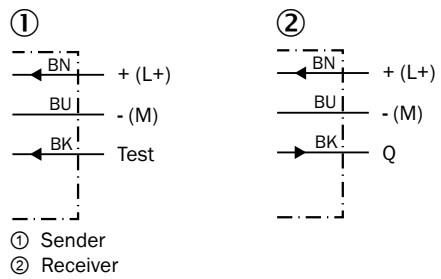 ① ②
BN + (L+) BN + (L+)
BU - (M) BU - (M)
BK Test BK Q
① Sender
② Receiver